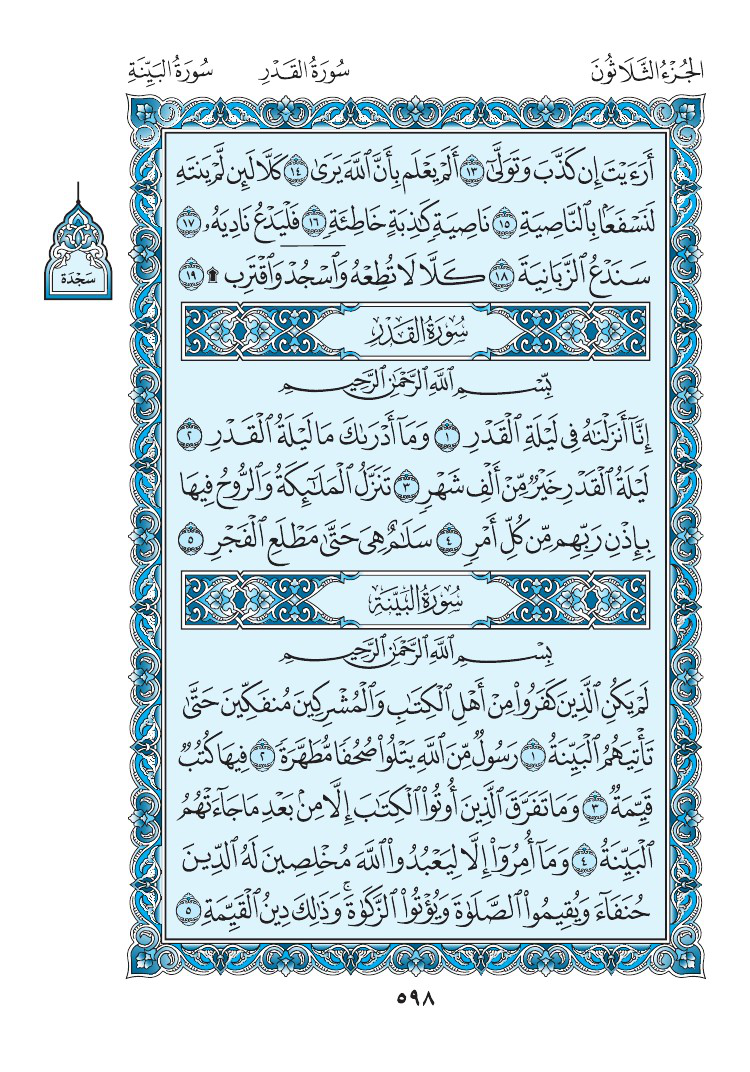 الجُزْءُ الثَّلَاثُونَ سُورَةُ القَدْرِ سُورَةُ البَيِّنَةِ
أَرَءَيْتَ إِن كَذَّبَ وَتَوَلَّىٰٓ ١٣ أَلَمْ يَعْلَم بِأَنَّ ٱللَّهَ يَرَىٰ ١٤ كَلَّا لَئِن لَّمْ يَنتَهِ
لَنَسْفَعًۢا بِٱلنَّاصِيَةِ ١٥ نَاصِيَةٍ كَٰذِبَةٍ خَاطِئَةٍ ١٦ فَلْيَدْعُ نَادِيَهُۥ ١٧
سَنَدْعُ ٱلزَّبَانِيَةَ ١٨ كَلَّا لَا تُطِعْهُ وَٱسْجُدْ وَٱقْتَرِب ۩ ١٩
سَجْدَة
سُورَةُ القَدْرِ
بِسْمِ ٱللَّهِ ٱلرَّحْمَٰنِ ٱلرَّحِيمِ
إِنَّآ أَنزَلْنَٰهُ فِى لَيْلَةِ ٱلْقَدْرِ ١ وَمَآ أَدْرَىٰكَ مَا لَيْلَةُ ٱلْقَدْرِ ٢
لَيْلَةُ ٱلْقَدْرِ خَيْرٌ مِّنْ أَلْفِ شَهْرٍ ٣ تَنَزَّلُ ٱلْمَلَٰٓئِكَةُ وَٱلرُّوحُ فِيهَا
بِإِذْنِ رَبِّهِم مِّن كُلِّ أَمْرٍ ٤ سَلَٰمٌ هِىَ حَتَّىٰ مَطْلَعِ ٱلْفَجْرِ ٥
سُورَةُ البَيِّنَةِ
بِسْمِ ٱللَّهِ ٱلرَّحْمَٰنِ ٱلرَّحِيمِ
لَمْ يَكُنِ ٱلَّذِينَ كَفَرُوا۟ مِنْ أَهْلِ ٱلْكِتَٰبِ وَٱلْمُشْرِكِينَ مُنفَكِّينَ حَتَّىٰ
تَأْتِيَهُمُ ٱلْبَيِّنَةُ ١ رَسُولٌ مِّنَ ٱللَّهِ يَتْلُوا۟ صُحُفًا مُّطَهَّرَةً ٢ فِيهَا كُتُبٌ
قَيِّمَةٌ ٣ وَمَا تَفَرَّقَ ٱلَّذِينَ أُوتُوا۟ ٱلْكِتَٰبَ إِلَّا مِنۢ بَعْدِ مَا جَآءَتْهُمُ
ٱلْبَيِّنَةُ ٤ وَمَآ أُمِرُوٓا۟ إِلَّا لِيَعْبُدُوا۟ ٱللَّهَ مُخْلِصِينَ لَهُ ٱلدِّينَ
حُنَفَآءَ وَيُقِيمُوا۟ ٱلصَّلَوٰةَ وَيُؤْتُوا۟ ٱلزَّكَوٰةَ ۚ وَذَٰلِكَ دِينُ ٱلْقَيِّمَةِ ٥
٥٩٨